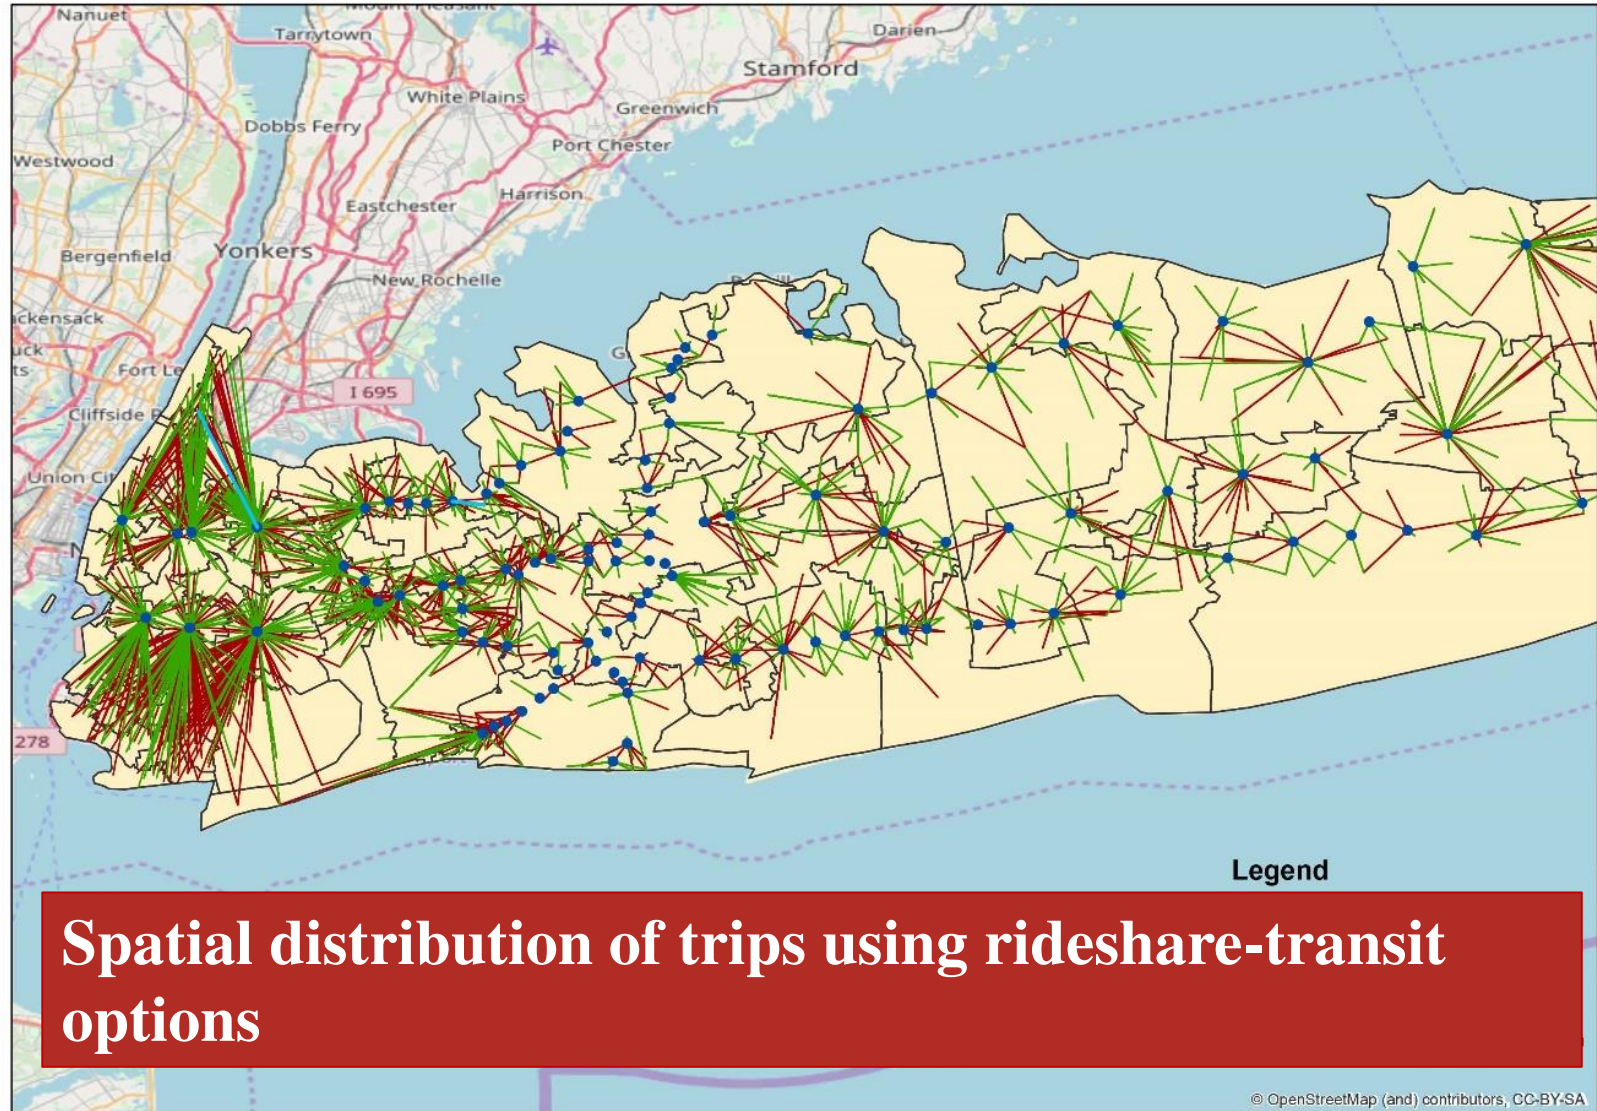 Nanuet
Tarrytown
Darien
Stamford
White Plains
Greenwich
Dobbs Ferry
Port Chester
Westwood
Harrison
Eastchester
Yonkers
Bergenfield
New Rochelle
Fort Le
I 695
Cliffside P
Union Cit
278
Legend
Spatial distribution of trips using rideshare-transit
options
© OpenStreetMap (and) contributors, CC-BY-SA